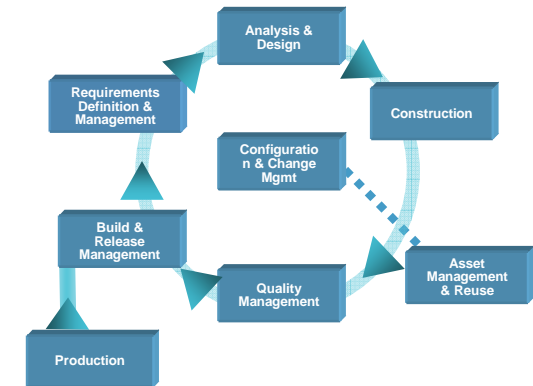 Analysis &
Design
Requirements
Definition &
Management
Construction
Configuratio
n & Change
Mgmt
Build &
Release
Management
Asset
Management
& Reuse
Quality
Management
Production